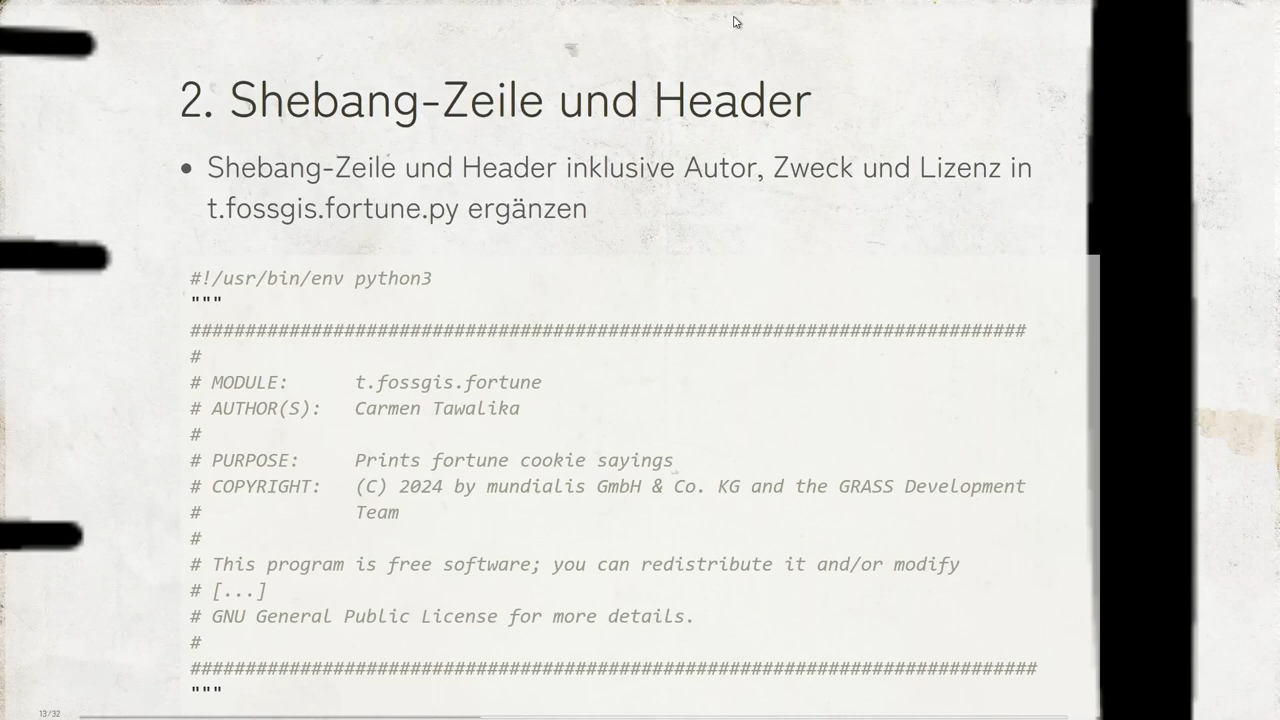 2. Shebang-Zeile und Header
• Shebang-Zeile und Header inklusive Autor, Zweck und Lizenz in
t.fossgis.fortune.py ergänzen
#!/usr/bin/env python3
"""
############################################################################
#
# MODULE:      t.fossgis.fortune
# AUTHOR(S):   Carmen Tawalika
#
# PURPOSE:     Prints fortune cookie sayings
# COPYRIGHT:   (C) 2024 by mundialis GmbH & Co. KG and the GRASS Development
#              Team
#
# This program is free software; you can redistribute it and/or modify
# [...]
# GNU General Public License for more details.
#
#############################################################################
"""
13/32